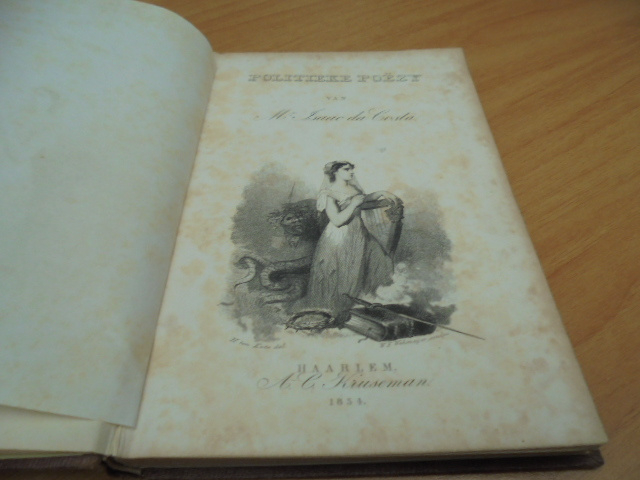 POLITIEKE POËZY
VAN
Mr. Isaac da Costa.
HAARLEM,
A. C. Kruseman.
1854.